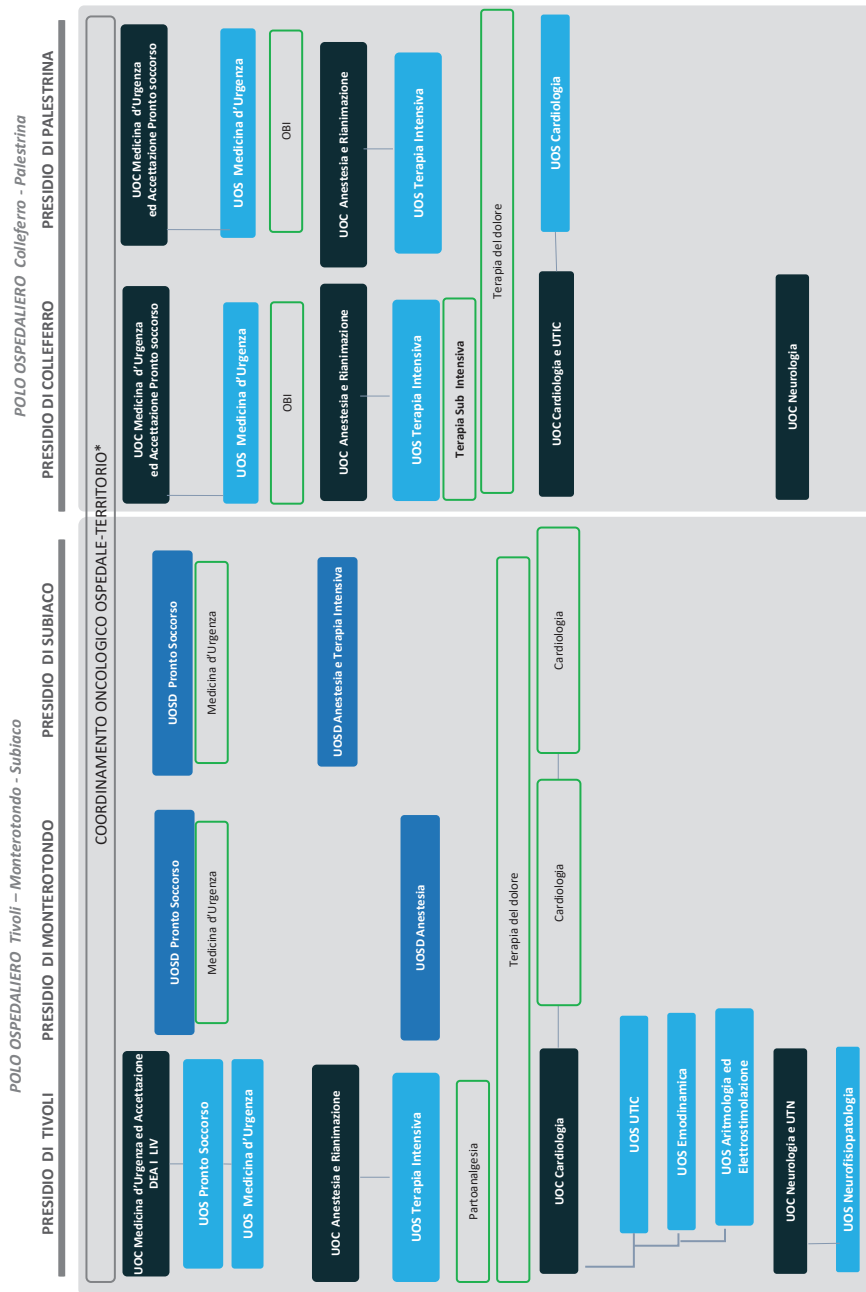 POLO OSPEDALIERO Tivoli – Monterotondo - Subiaco
POLO OSPEDALIERO Colleferro - Palestrina
PRESIDIO DI TIVOLI
PRESIDIO DI MONTEROTONDO
PRESIDIO DI SUBIACO
PRESIDIO DI COLLEFERRO
PRESIDIO DI PALESTRINA
COORDINAMENTO ONCOLOGICO OSPEDALE-TERRITORIO*
UOC Medicina d'Urgenza ed Accettazione
DEA I LIV
UOS Pronto Soccorso
UOS Medicina d'Urgenza
UOSD Pronto Soccorso
Medicina d'Urgenza
UOSD Pronto Soccorso
Medicina d'Urgenza
UOC Medicina d'Urgenza
ed Accettazione Pronto soccorso
UOS Medicina d'Urgenza
OBI
UOC Medicina d'Urgenza
ed Accettazione Pronto soccorso
UOS Medicina d'Urgenza
OBI
UOC Anestesia e Rianimazione
UOS Terapia Intensiva
Partoanalgesia
UOSD Anestesia
UOSD Anestesia e Terapia Intensiva
Terapia del dolore
UOC Anestesia e Rianimazione
UOS Terapia Intensiva
Terapia Sub Intensiva
UOC Anestesia e Rianimazione
UOS Terapia Intensiva
Terapia del dolore
UOC Cardiologia
Cardiologia
Cardiologia
UOC Cardiologia e UTIC
UOS Cardiologia
UOS UTIC
UOS Emodinamica
UOS Aritmologia ed
Elettrostimolazione
UOC Neurologia e UTN
UOS Neurofisiopatologia
UOC Neurologia